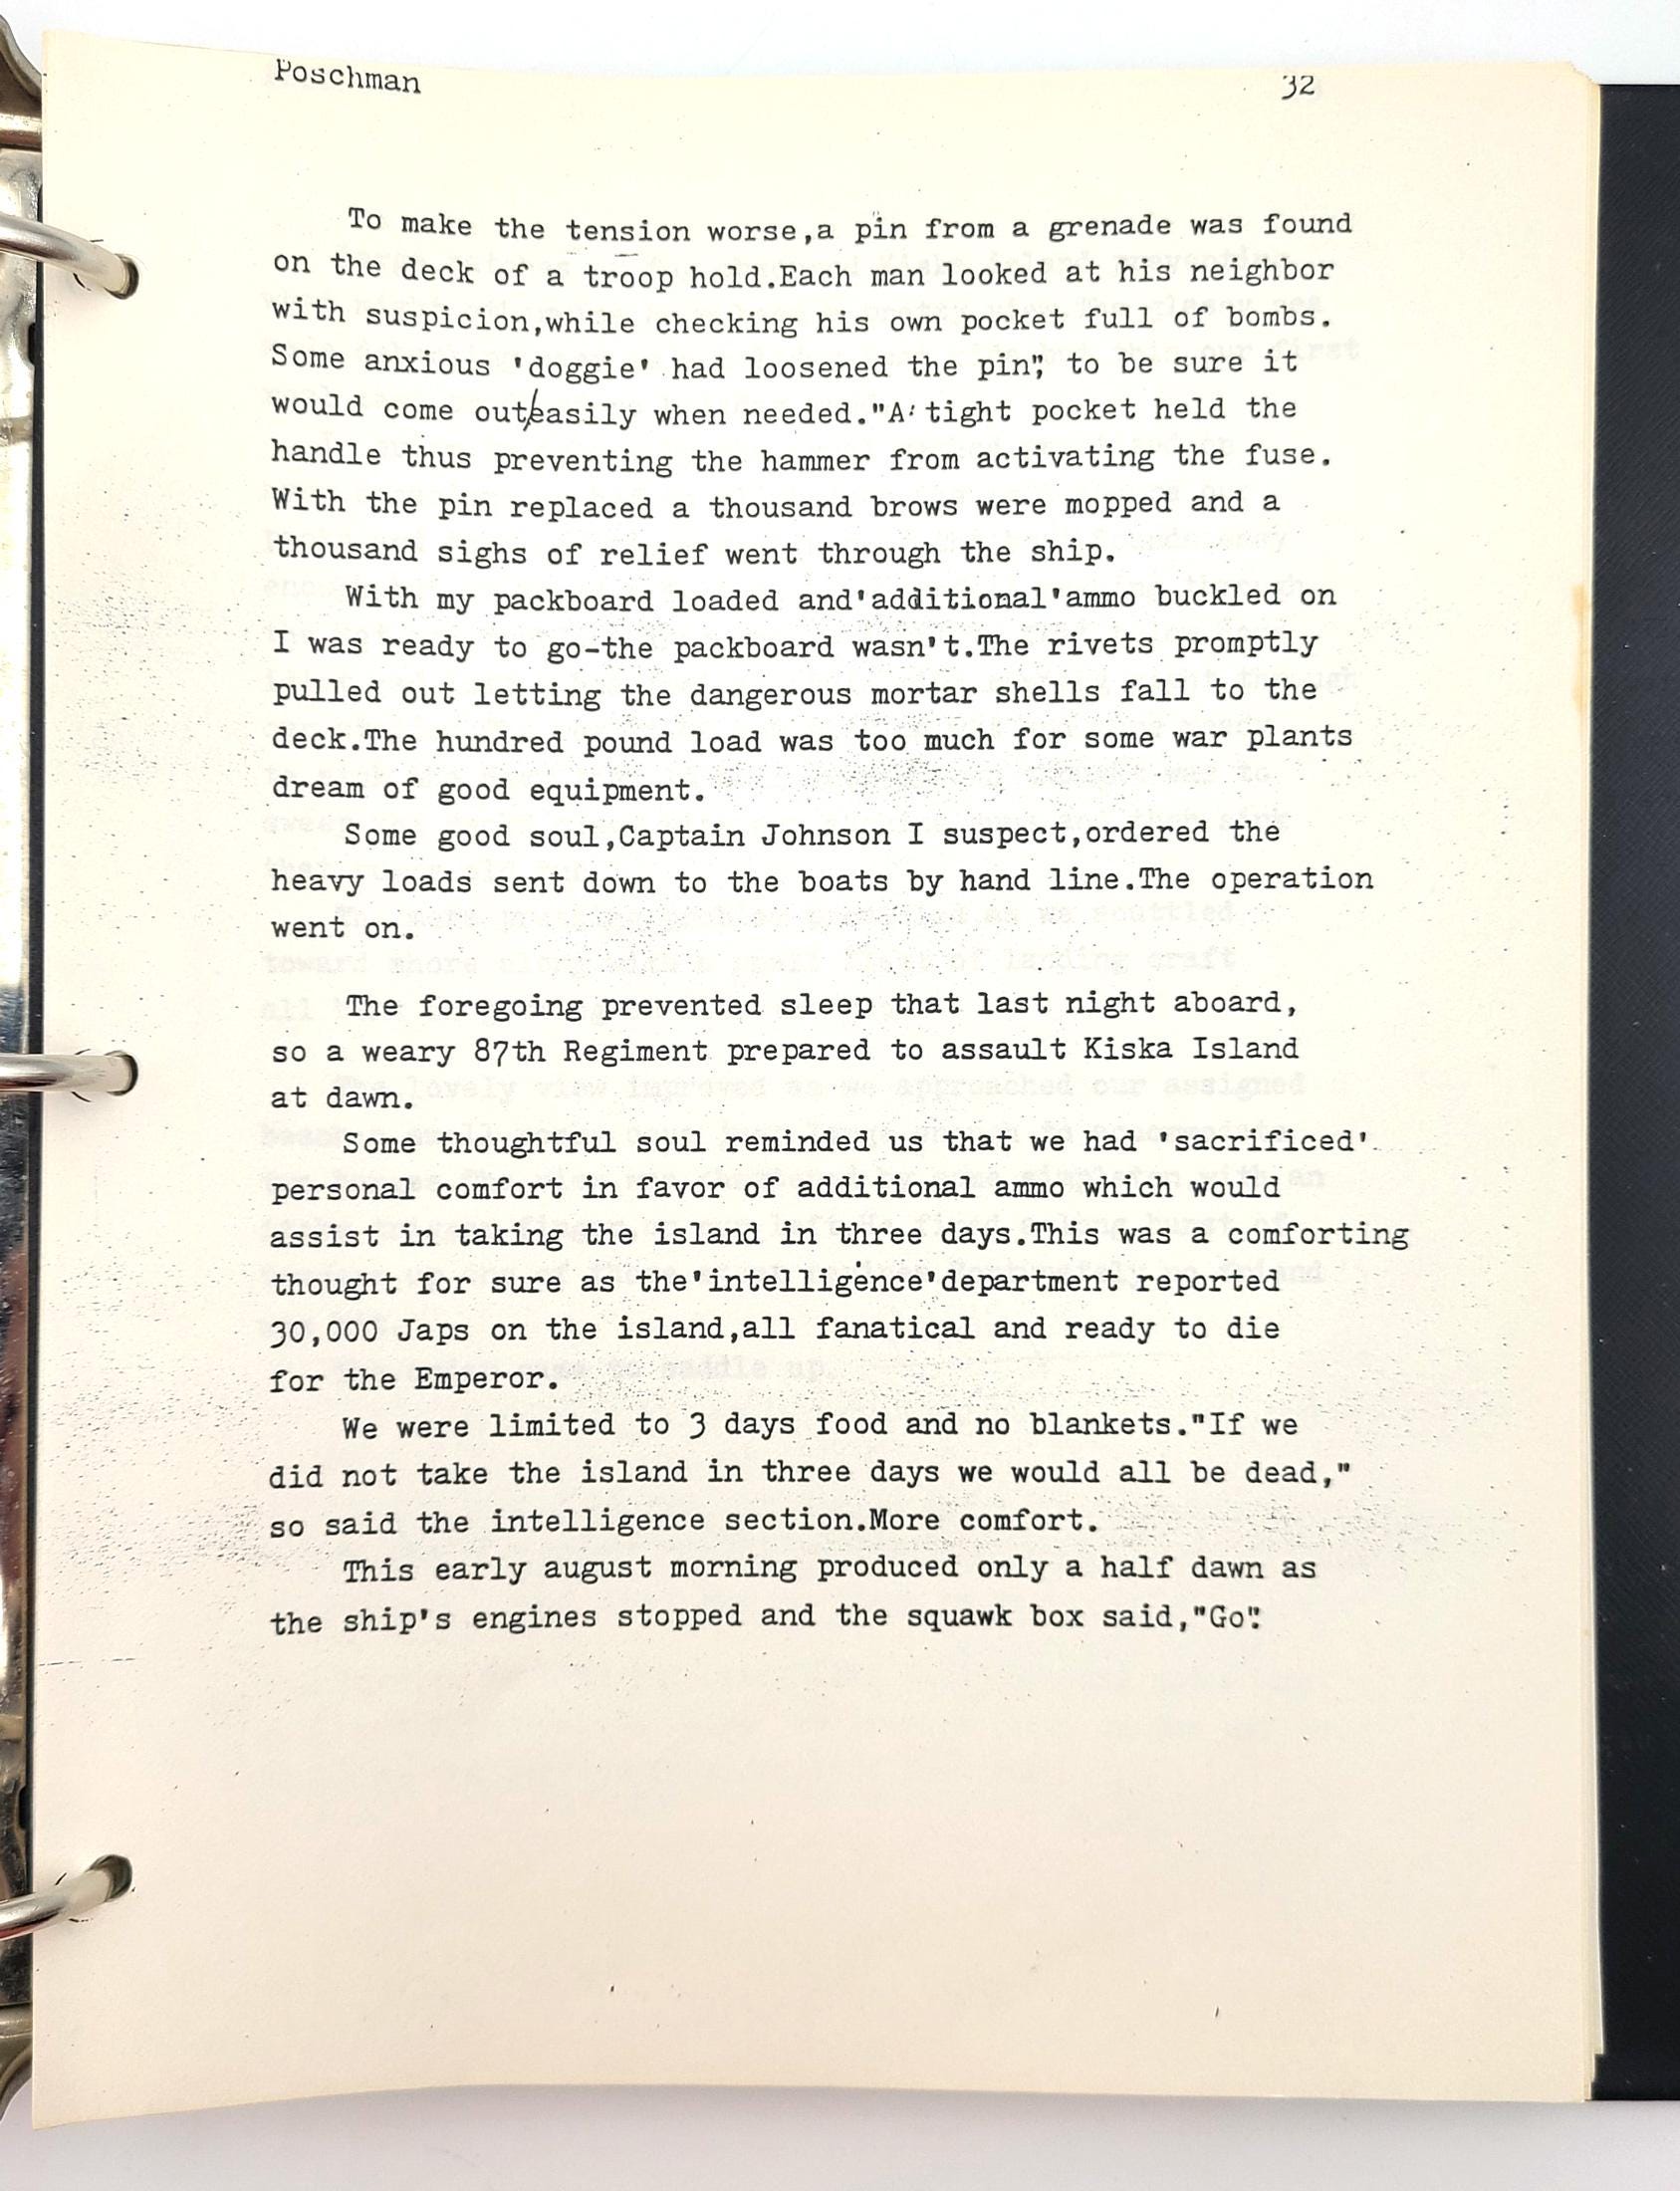 Poschman 32
To make the tension worse,a pin from a grenade was found
on the deck of a troop hold.Each man looked at his neighbor
with suspicion,while checking his own pocket full of bombs.
Some anxious 'doggie' had loosened the pin", to be sure it
would come out/easily when needed."A tight pocket held the
handle thus preventing the hammer from activating the fuse.
With the pin replaced a thousand brows were mopped and a
thousand sighs of relief went through the ship.
With my packboard loaded and'additional'ammo buckled on
I was ready to go-the packboard wasn't.The rivets promptly
pulled out letting the dangerous mortar shells fall to the
deck.The hundred pound load was too much for some war plants
dream of good equipment.
Some good soul,Captain Johnson I suspect,ordered the
heavy loads sent down to the boats by hand line.The operation
went on.
The foregoing prevented sleep that last night aboard,
so a weary 87th Regiment prepared to assault Kiska Island
at dawn.
Some thoughtful soul reminded us that we had 'sacrificed'
personal comfort in favor of additional ammo which would
assist in taking the island in three days.This was a comforting
thought for sure as the'intelligence'department reported
30,000 Japs on the island,all fanatical and ready to die
for the Emperor.
We were limited to 3 days food and no blankets."If we
did not take the island in three days we would all be dead,"
so said the intelligence section.More comfort.
This early august morning produced only a half dawn as
the ship's engines stopped and the squawk box said,"Go".